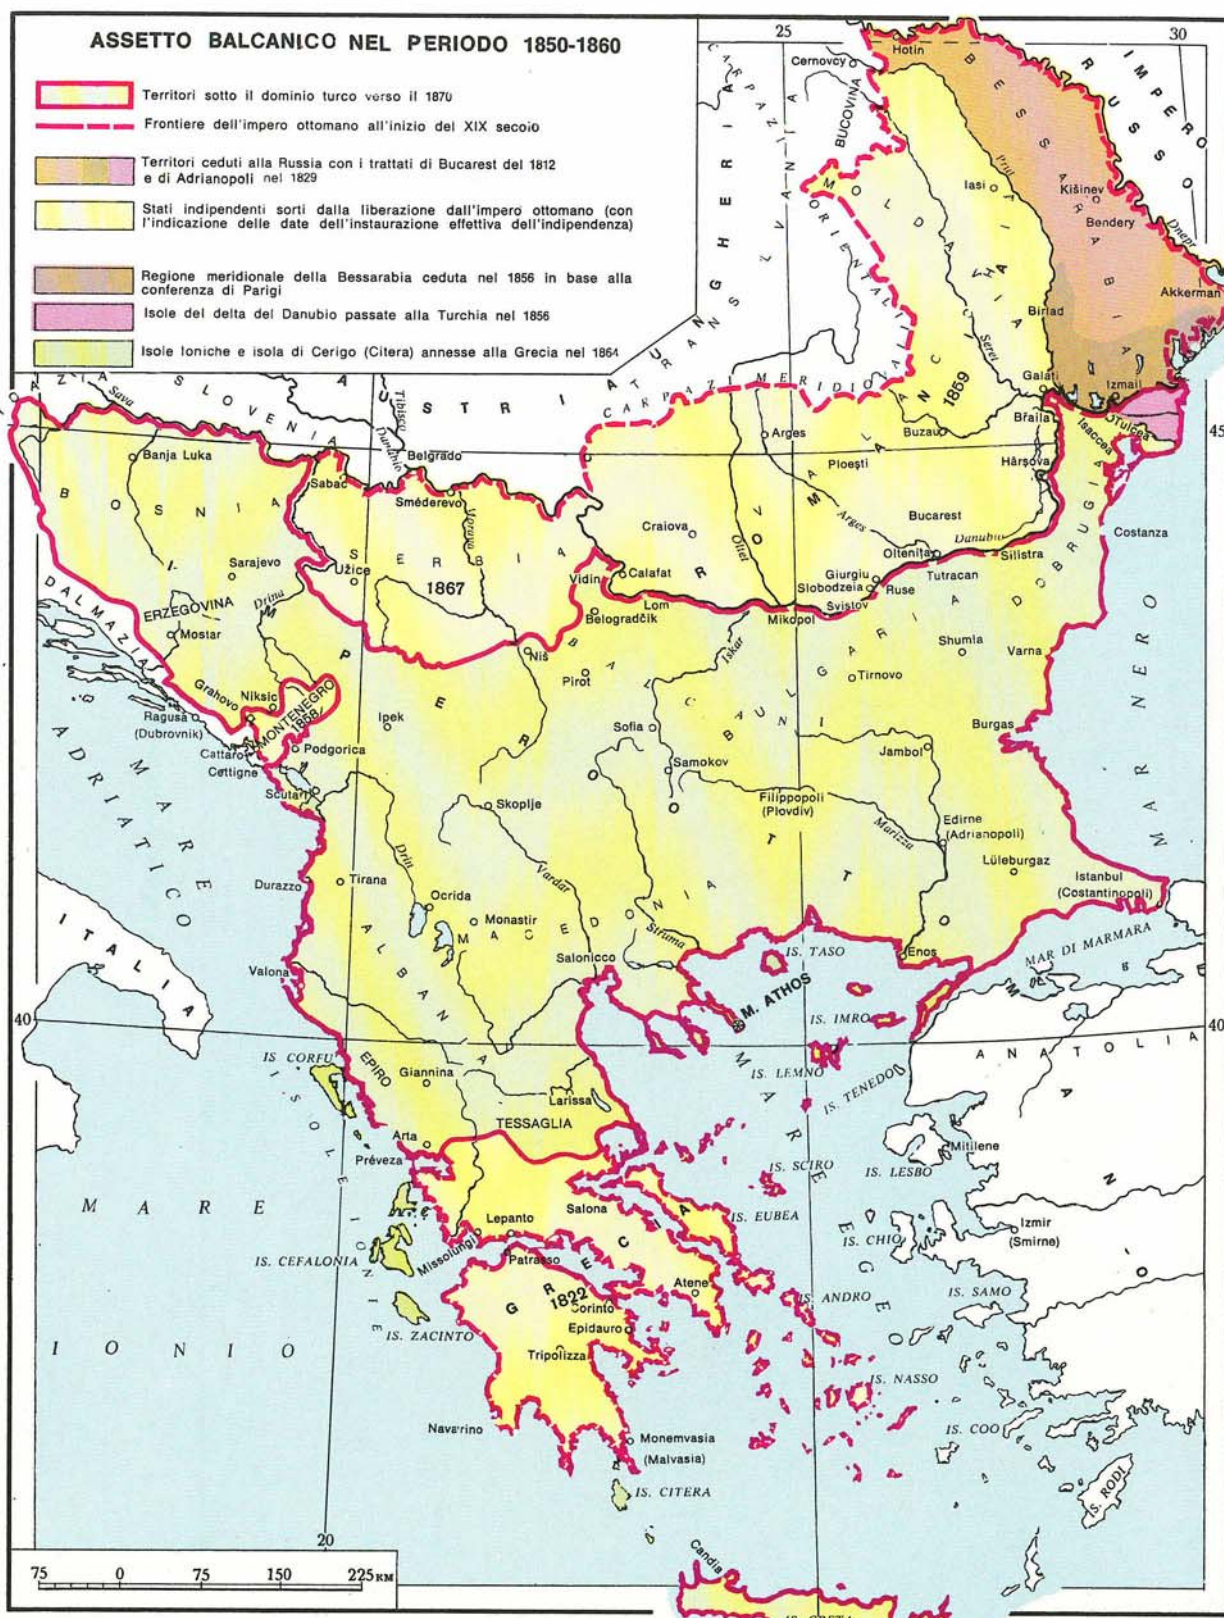 ASSETTO BALCANICO NEL PERIODO 1850-1860
Territori sotto il dominio turco verso il 1870
Frontiere dell'impero ottomano all'inizio del XIX secolo
Territori ceduti alla Russia con i trattati di Bucarest del 1812
e di Adrianopoli nel 1829
Stati indipendenti sorti dalla liberazione dall'impero ottomano (con
l'indicazione delle date dell'instaurazione effettiva dell'indipendenza)
Regione meridionale della Bessarabia ceduta nel 1856 in base alla
conferenza di Parigi
Isole del delta del Danubio passate alla Turchia nel 1856
Isole Ioniche e isola di Cerigo (Citera) annesse alla Grecia nel 1864
25
30
Hotin
Cernovcy
BUCOVINA
BESSARABIA
IMPERO
RUSSO
UNGHERIA
TRANSILVANIA
CARPAZI ORIENTALI
MOLDAVIA
Iasi
Prut
Kišinev
Bendery
Dnepr
Akkerman
Birlad
Seret
Galati
Izmail
1859
CARPAZI MERIDIONALI
Arges
Buzau
Brăila
Isaccea
Tulcea
45
Ploeşti
Hârşova
VALACCHIA
SLOVENIA
AUSTRIA
Sava
Tibisco
Danubio
Belgrado
Banja Luka
BOSNIA
Sabac
Sméderevo
Morava
Craiova
Oltel
Arges
Bucarest
Danubio
Costanza
DOBRUGIA
Olteniţa
Silistra
Sarajevo
SERBIA
Užice
1867
Vidin
Calafat
Giurgiu
Slobodzeia
Tutracan
Ruse
Lom
Svistov
Mikopol
Belogradčik
DALMAZIA
ERZEGOVINA
Drina
Mostar
Niš
Pirot
BALCANI
Iskar
BULGARIA
Shumla
Varna
Tirnovo
MAR NERO
IMPERO OTTOMANO
Grahovo
Niksic
MONTENEGRO
1858
Ragusa
(Dubrovnik)
Cattaro
Cettigne
Podgorica
Ipek
Sofia
Samokov
Burgas
Jambol
Scutari
MARE
ADRIATICO
Skoplje
Filippopoli
(Plovdiv)
Marizza
Edirne
(Adrianopoli)
Lüleburgaz
Istanbul
(Costantinopoli)
Drin
Vardar
Durazzo
Tirana
Ocrida
Monastir
MACEDONIA
Struma
ITALIA
ALBANIA
Valona
Salonicco
IS. TASO
Enos
MAR DI MARMARA
M. ATHOS
IS. IMRO
40
40
ANATOLIA
IS. LEMNO
IS. TENEDO
IS CORFU
EPIRO
Giannina
Larissa
TESSAGLIA
Arta
Préveza
ISOLE IONIE
MARE EGEO
IS. SCIRO
IS. LESBO
Mitilene
MARE
IONIO
Salona
IS. EUBEA
Lepanto
Missolungi
Patrasso
IS. CEFALONIA
IS. CHIO
Izmir
(Smirne)
GRECIA
1822
Atene
Corinto
IS. ANDRO
IS. SAMO
IS. ZACINTO
Epidauro
Tripolizza
IS. NASSO
Navarino
Monemvasia
(Malvasia)
IS. COO
IS. CITERA
IS. RODI
20
Candia
75 0 75 150 225 KM